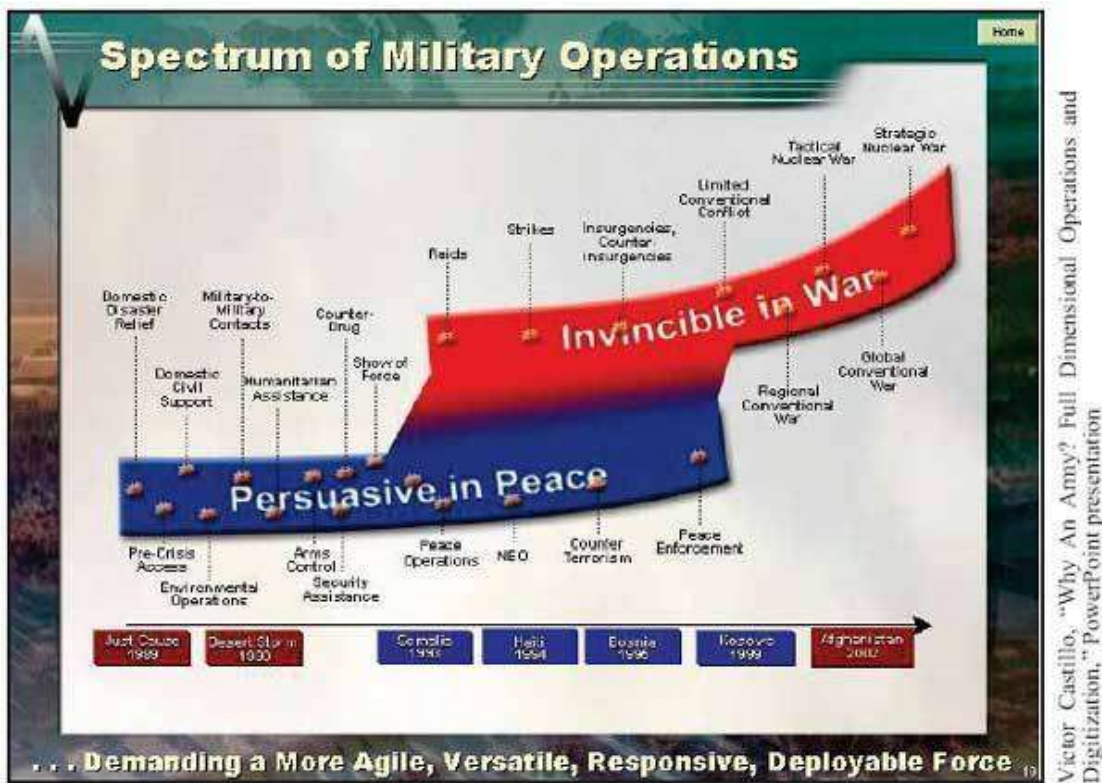 Home
Spectrum of Military Operations
Strategic
Nuclear War
Tactical
Nuclear War
Limited
Conventional
Conflict
Insurgencies,
Counter-
insurgencies
Strikes
Raids
Domestic
Disaster
Relief
Military-to-
Military
Contacts
Counter-
Drug
Show of
Force
Domestic
Civil
Support
Humanitarian
Assistance
Invincible in War
Global
Conventional
War
Regional
Conventional
War
Persuasive in Peace
Pre-Crisis
Access
Environmental
Operations
Arms
Control
Security
Assistance
Peace
Operations
NEO
Counter
Terrorism
Peace
Enforcement
Just Cause
1989
Desert Storm
1990
Somalia
1993
Haiti
1994
Bosnia
1996
Kosovo
1999
Afghanistan
2002
. . . Demanding a More Agile, Versatile, Responsive, Deployable Force
Victor Castillo, “Why An Army? Full Dimensional Operations and
Digitization,” PowerPoint presentation